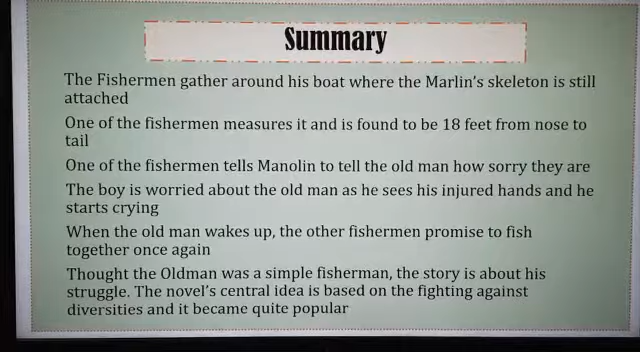 Summary
The Fishermen gather around his boat where the Marlin's skeleton is still
attached
One of the fishermen measures it and is found to be 18 feet from nose to
tail
One of the fishermen tells Manolin to tell the old man how sorry they are
The boy is worried about the old man as he sees his injured hands and he
starts crying
When the old man wakes up, the other fishermen promise to fish
together once again
Thought the Oldman was a simple fisherman, the story is about his
struggle. The novel's central idea is based on the fighting against
diversities and it became quite popular